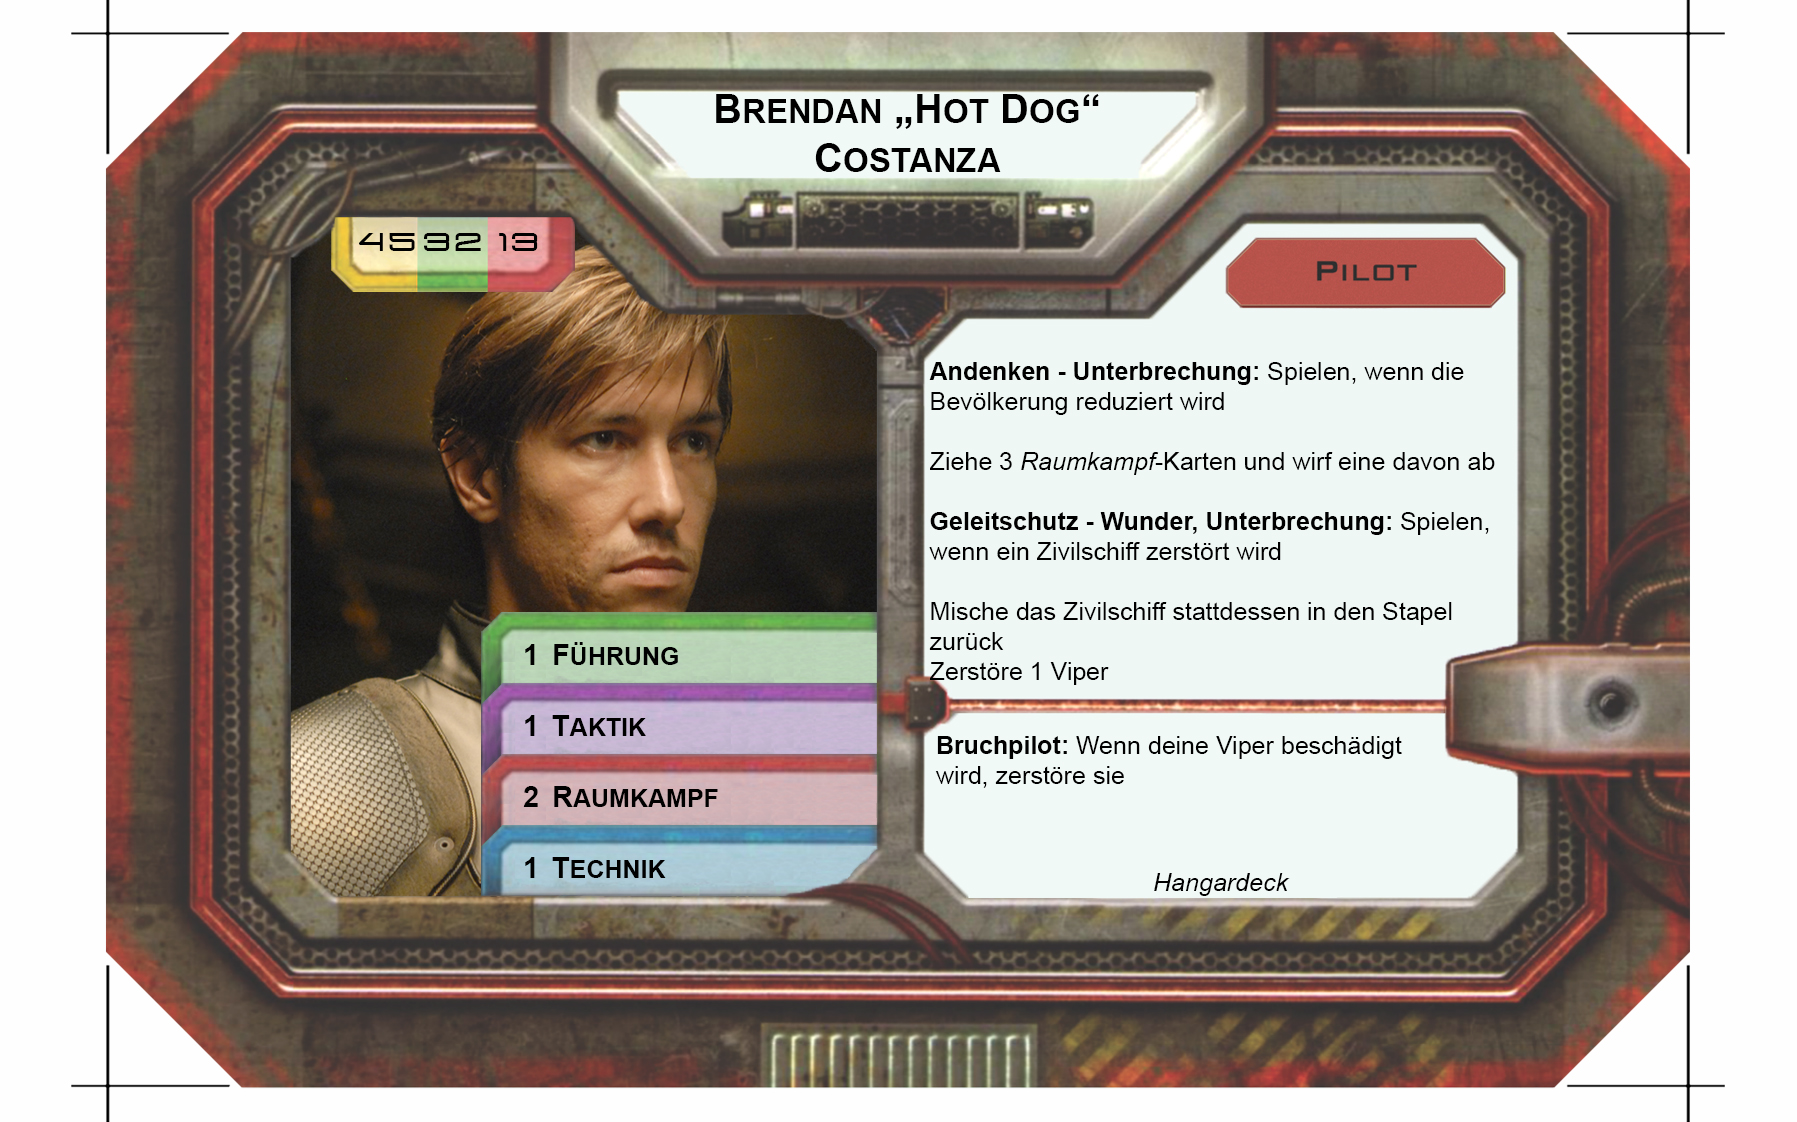 BRENDAN „HOT DOG“
COSTANZA
45 32 13
PILOT
Andenken - Unterbrechung: Spielen, wenn die
Bevölkerung reduziert wird
Ziehe 3 Raumkampf-Karten und wirf eine davon ab
Geleitschutz - Wunder, Unterbrechung: Spielen,
wenn ein Zivilschiff zerstört wird
Mische das Zivilschiff stattdessen in den Stapel
zurück
Zerstöre 1 Viper
1 FÜHRUNG
1 TAKTIK
2 RAUMKAMPF
1 TECHNIK
Bruchpilot: Wenn deine Viper beschädigt
wird, zerstöre sie
Hangardeck